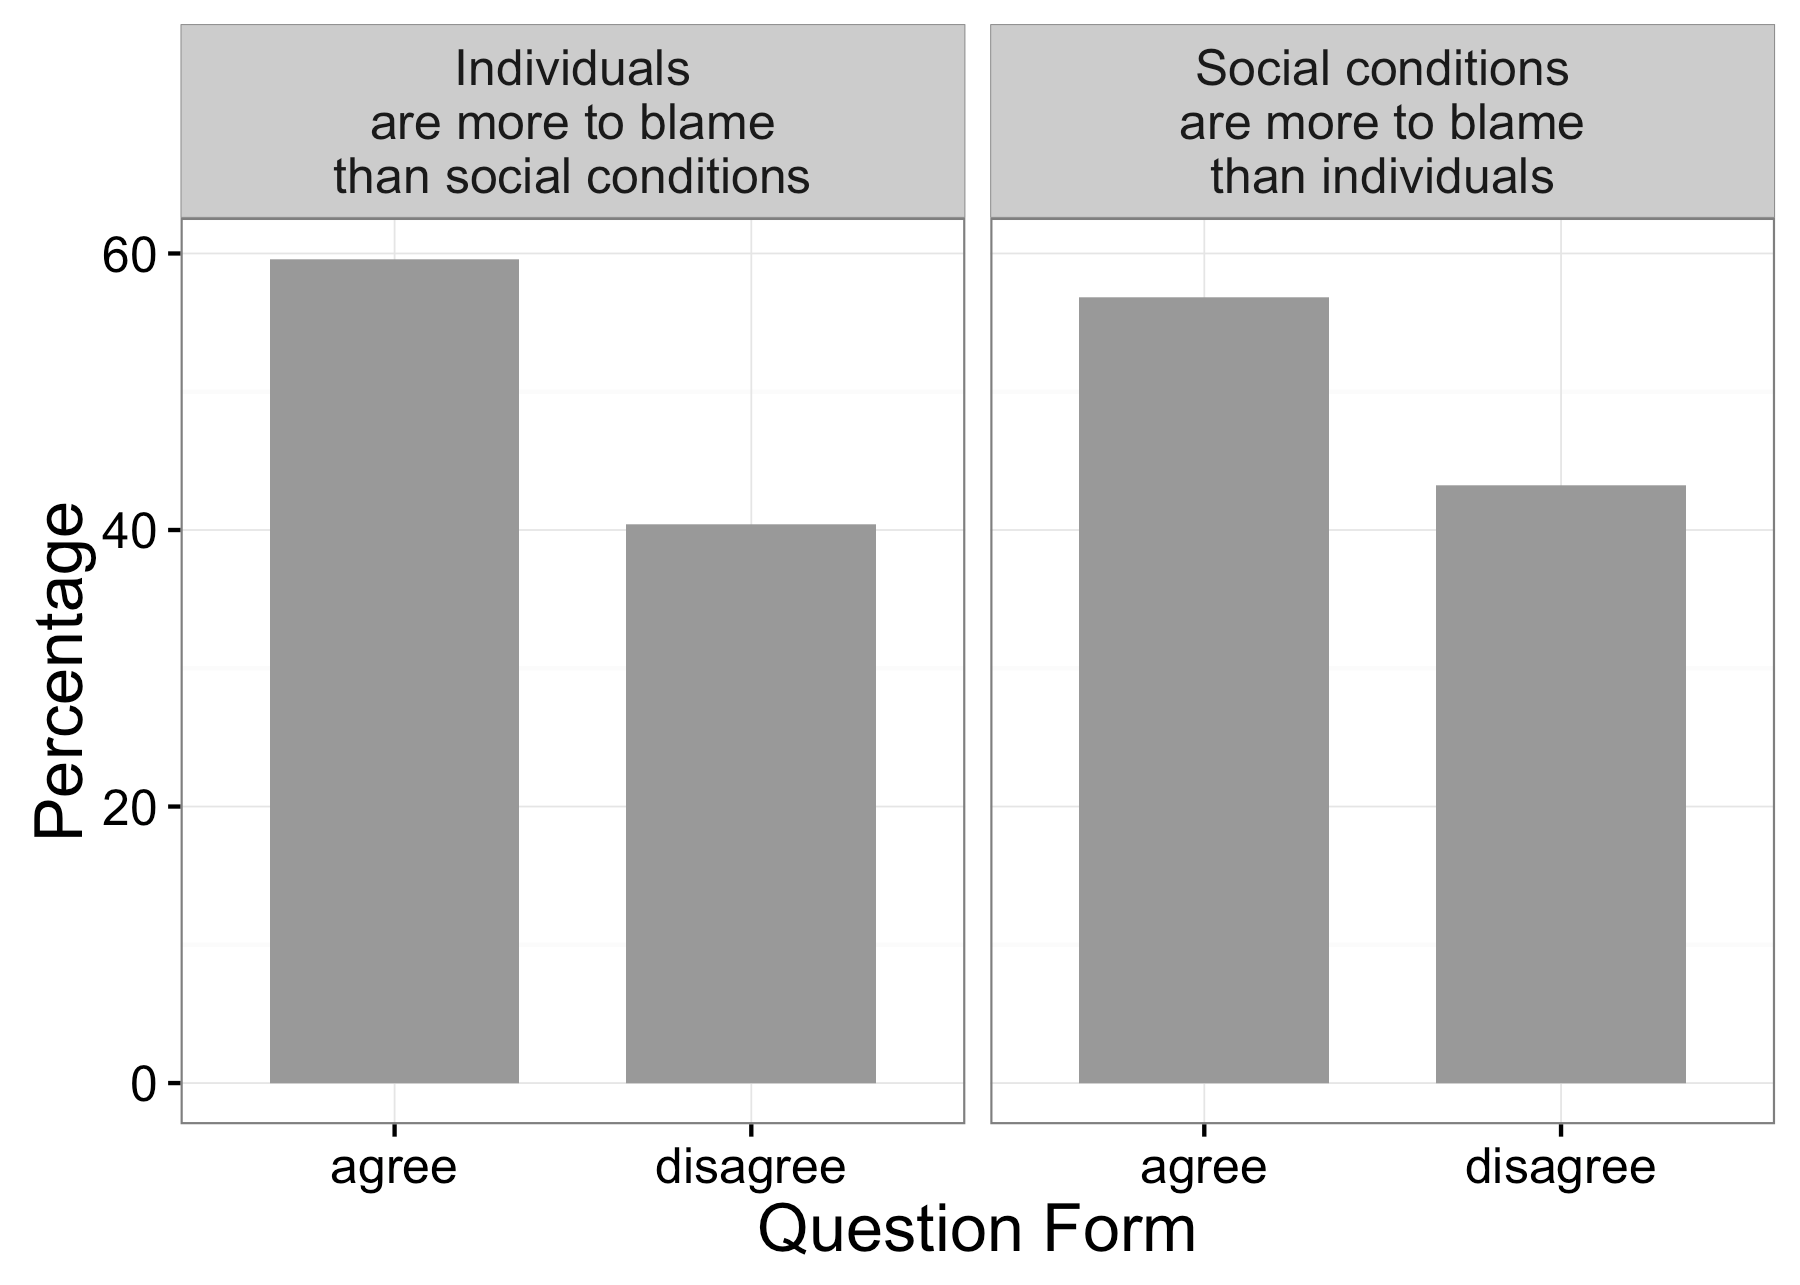 Individuals
are more to blame
than social conditions
Social conditions
are more to blame
than individuals
Percentage
60
40
20
0
agree
disagree
agree
disagree
Question Form